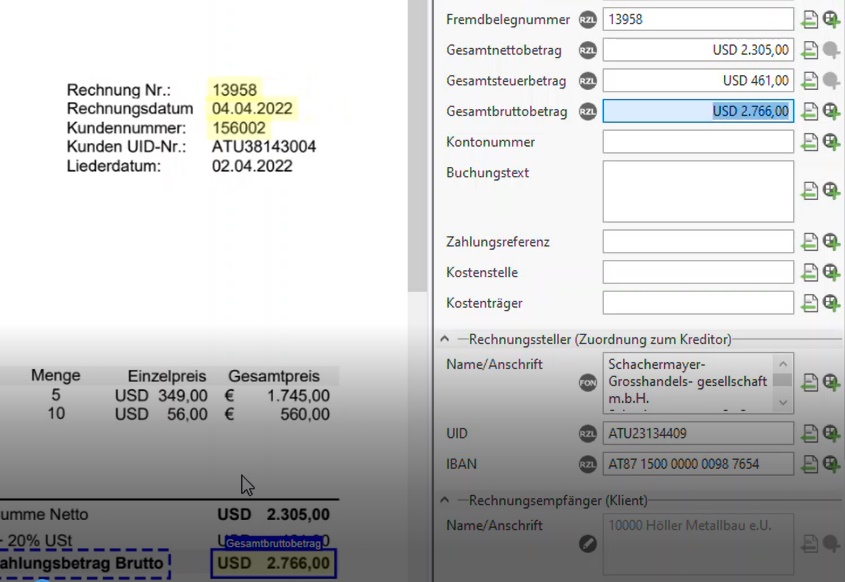 Rechnung Nr.: 13958
Rechnungsdatum 04.04.2022
Kundennummer: 156002
Kunden UID-Nr.: ATU38143004
Liederdatum: 02.04.2022
Menge Einzelpreis Gesamtpreis
5 USD 349,00 € 1.745,00
10 USD 56,00 € 560,00
umme Netto USD 2.305,00
- 20% USt
Gesamtbruttobetrag
ahlungsbetrag Brutto USD 2.766,00
Fremdbelegnummer RZL 13958
Gesamtnettobetrag RZL USD 2.305,00
Gesamtsteuerbetrag RZL USD 461,00
Gesamtbruttobetrag RZL USD 2.766,00
Kontonummer
Buchungstext
Zahlungsreferenz
Kostenstelle
Kostenträger
Rechnungssteller (Zuordnung zum Kreditor)
Name/Anschrift FON Schachermayer-
Grosshandels- gesellschaft
m.b.H.
UID RZL ATU23134409
IBAN RZL AT87 1500 0000 0098 7654
Rechnungsempfänger (Klient)
Name/Anschrift 10000 Höller Metallbau e.U.